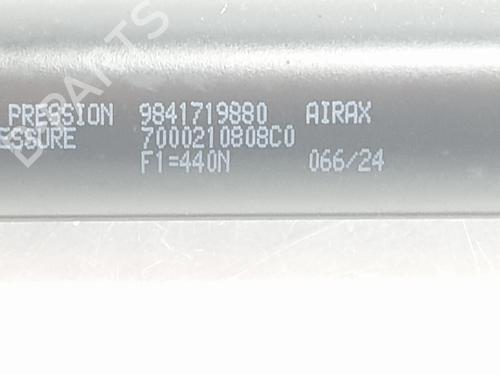 PRESSION 9841719880 AIRAX
ESSURE 7000210808C0
F1=440N 066/24